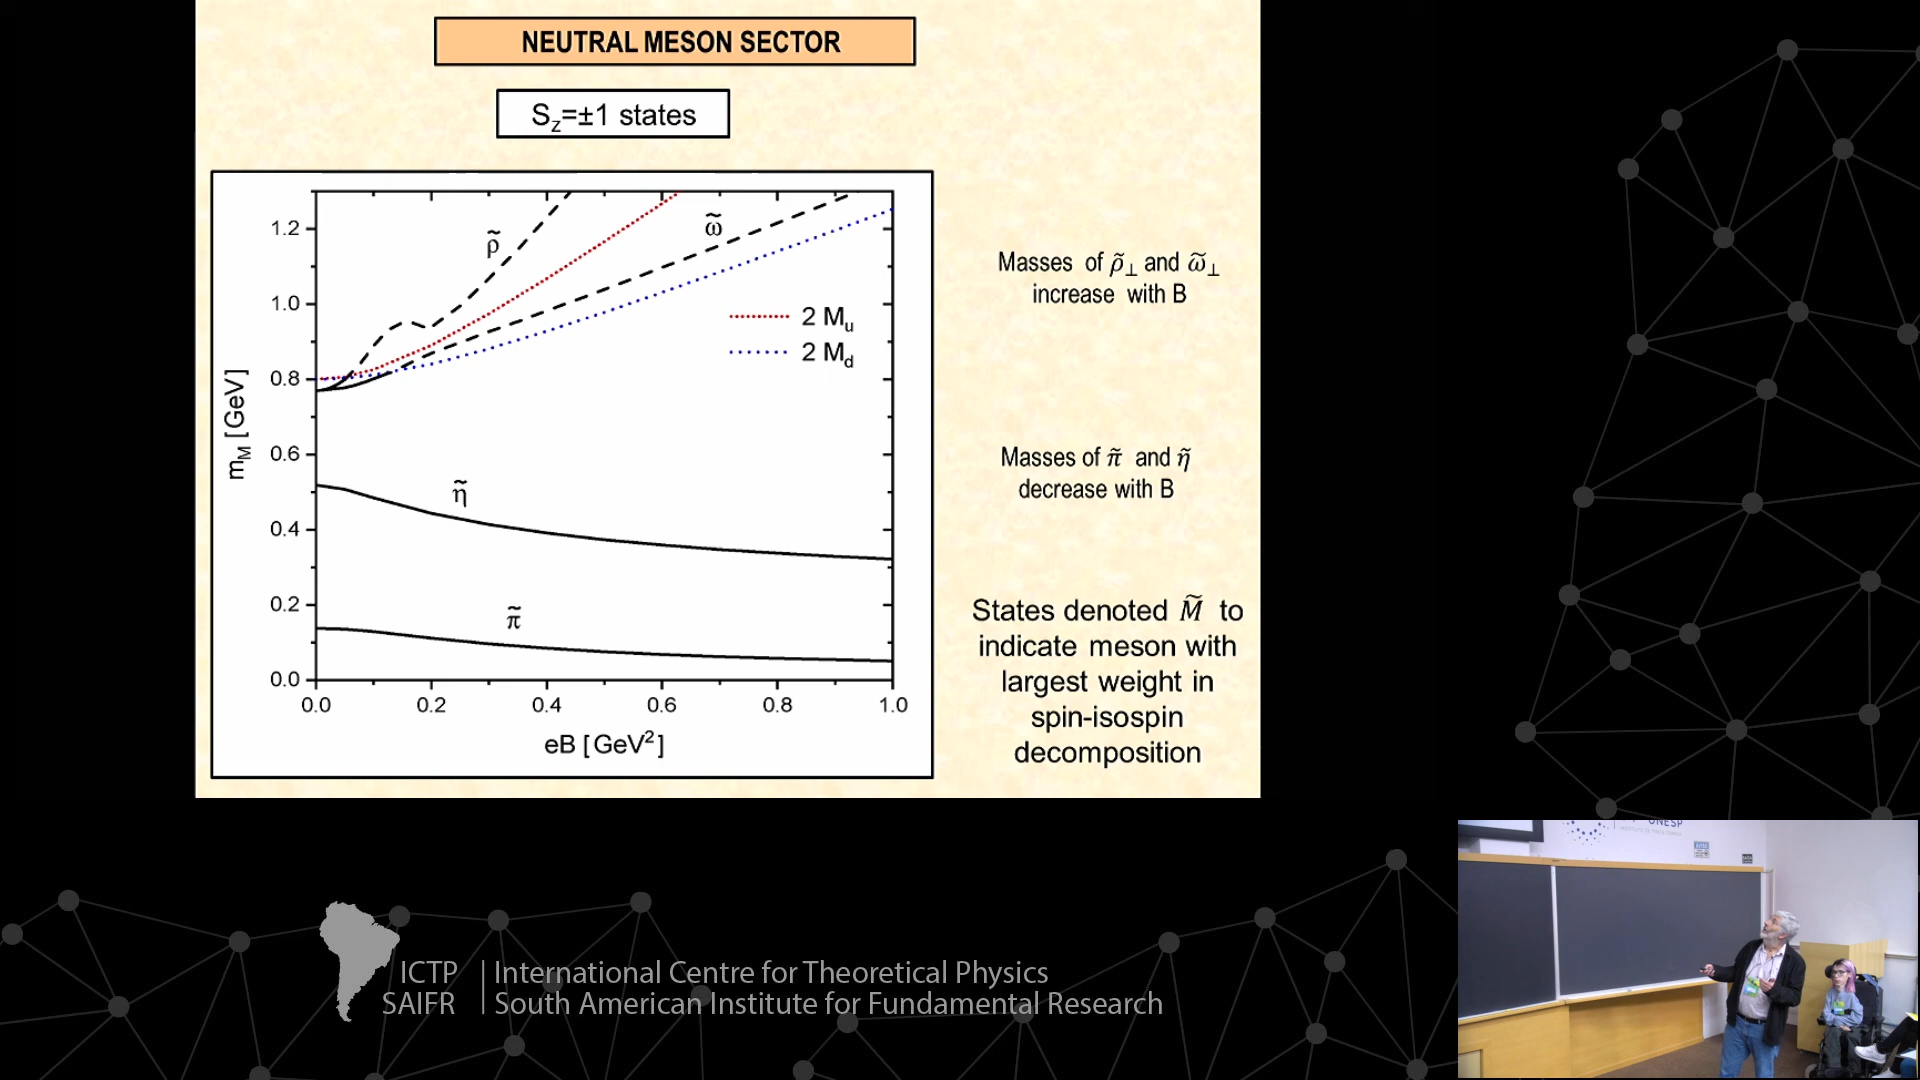 NEUTRAL MESON SECTOR
S_z=±1 states
1.2
1.0
0.8
0.6
0.4
0.2
0.0
m_M [GeV]
ρ̃
ω̃
2 M_u
2 M_d
η̃
π̃
0.0 0.2 0.4 0.6 0.8 1.0
eB [GeV²]
Masses of ρ̃⊥ and ω̃⊥
increase with B
Masses of π̃ and η̃
decrease with B
States denoted M̃ to
indicate meson with
largest weight in
spin-isospin
decomposition
ICTP
SAIFR
International Centre for Theoretical Physics
South American Institute for Fundamental Research
UNESP